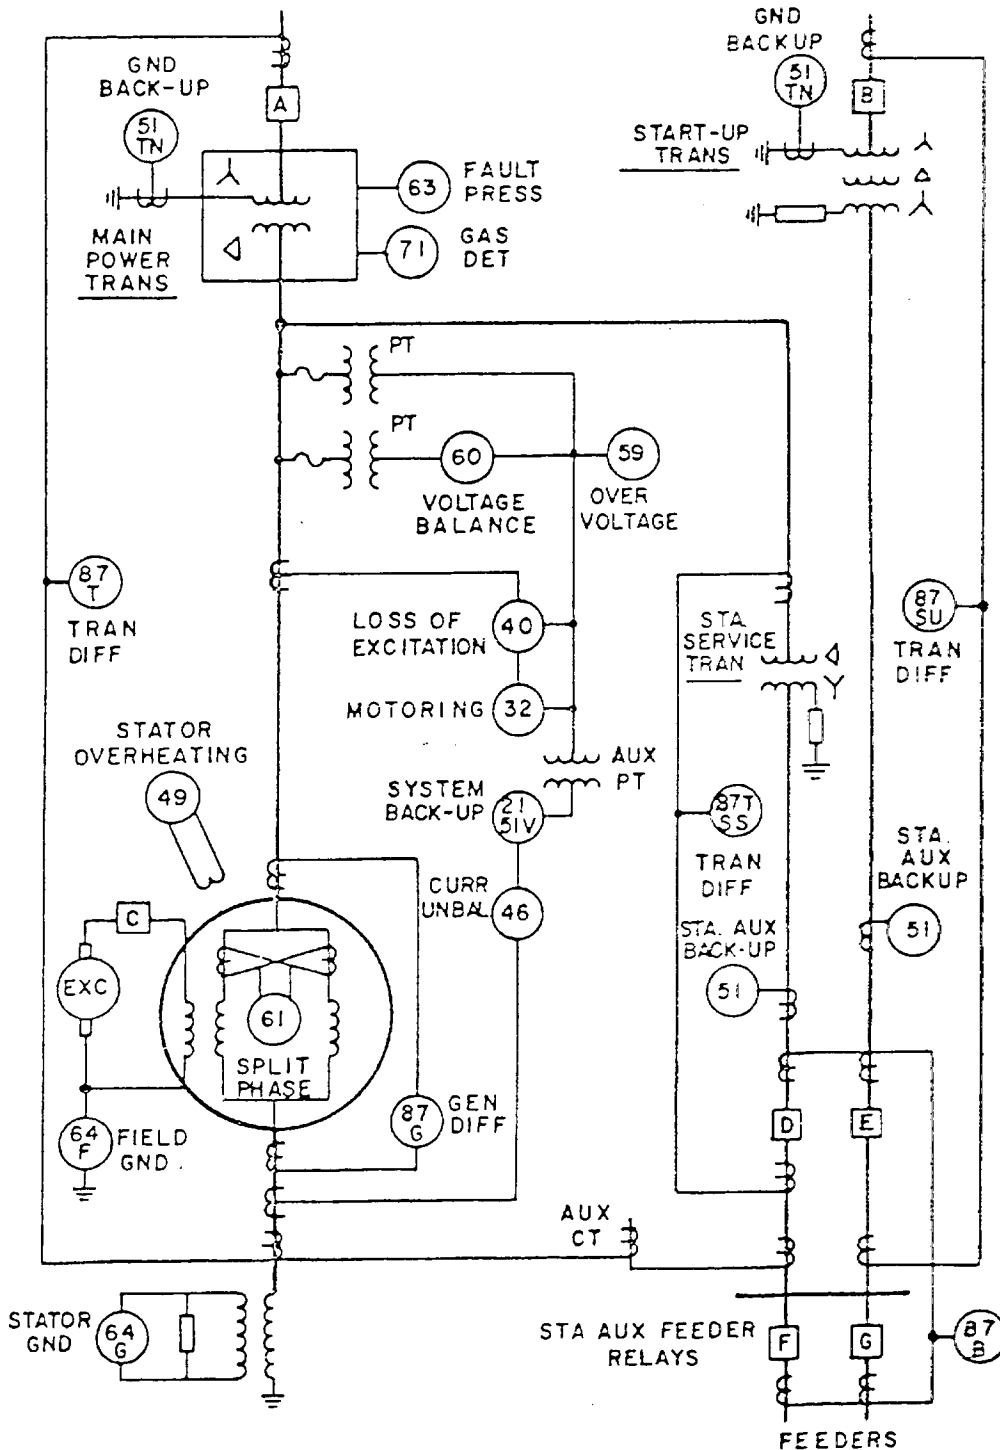 GND
BACK-UP
51
TN
A
63
FAULT
PRESS
71
GAS
DET
MAIN
POWER
TRANS
GND
BACKUP
51
TN
B
START-UP
TRANS
PT
PT
60
VOLTAGE
BALANCE
59
OVER
VOLTAGE
87
T
TRAN
DIFF
LOSS OF
EXCITATION
40
MOTORING
32
STA.
SERVICE
TRAN
87
SU
TRAN
DIFF
STATOR
OVERHEATING
49
SYSTEM
BACK-UP
21
51V
AUX
PT
87T
SS
TRAN
DIFF
CURR
UNBAL
46
STA. AUX
BACK-UP
51
STA.
AUX
BACKUP
51
C
EXC
61
SPLIT
PHASE
64
F
FIELD
GND.
87
G
GEN
DIFF
D
E
AUX
CT
STATOR
GND
64
G
STA AUX FEEDER
RELAYS
F
G
87
B
FEEDERS